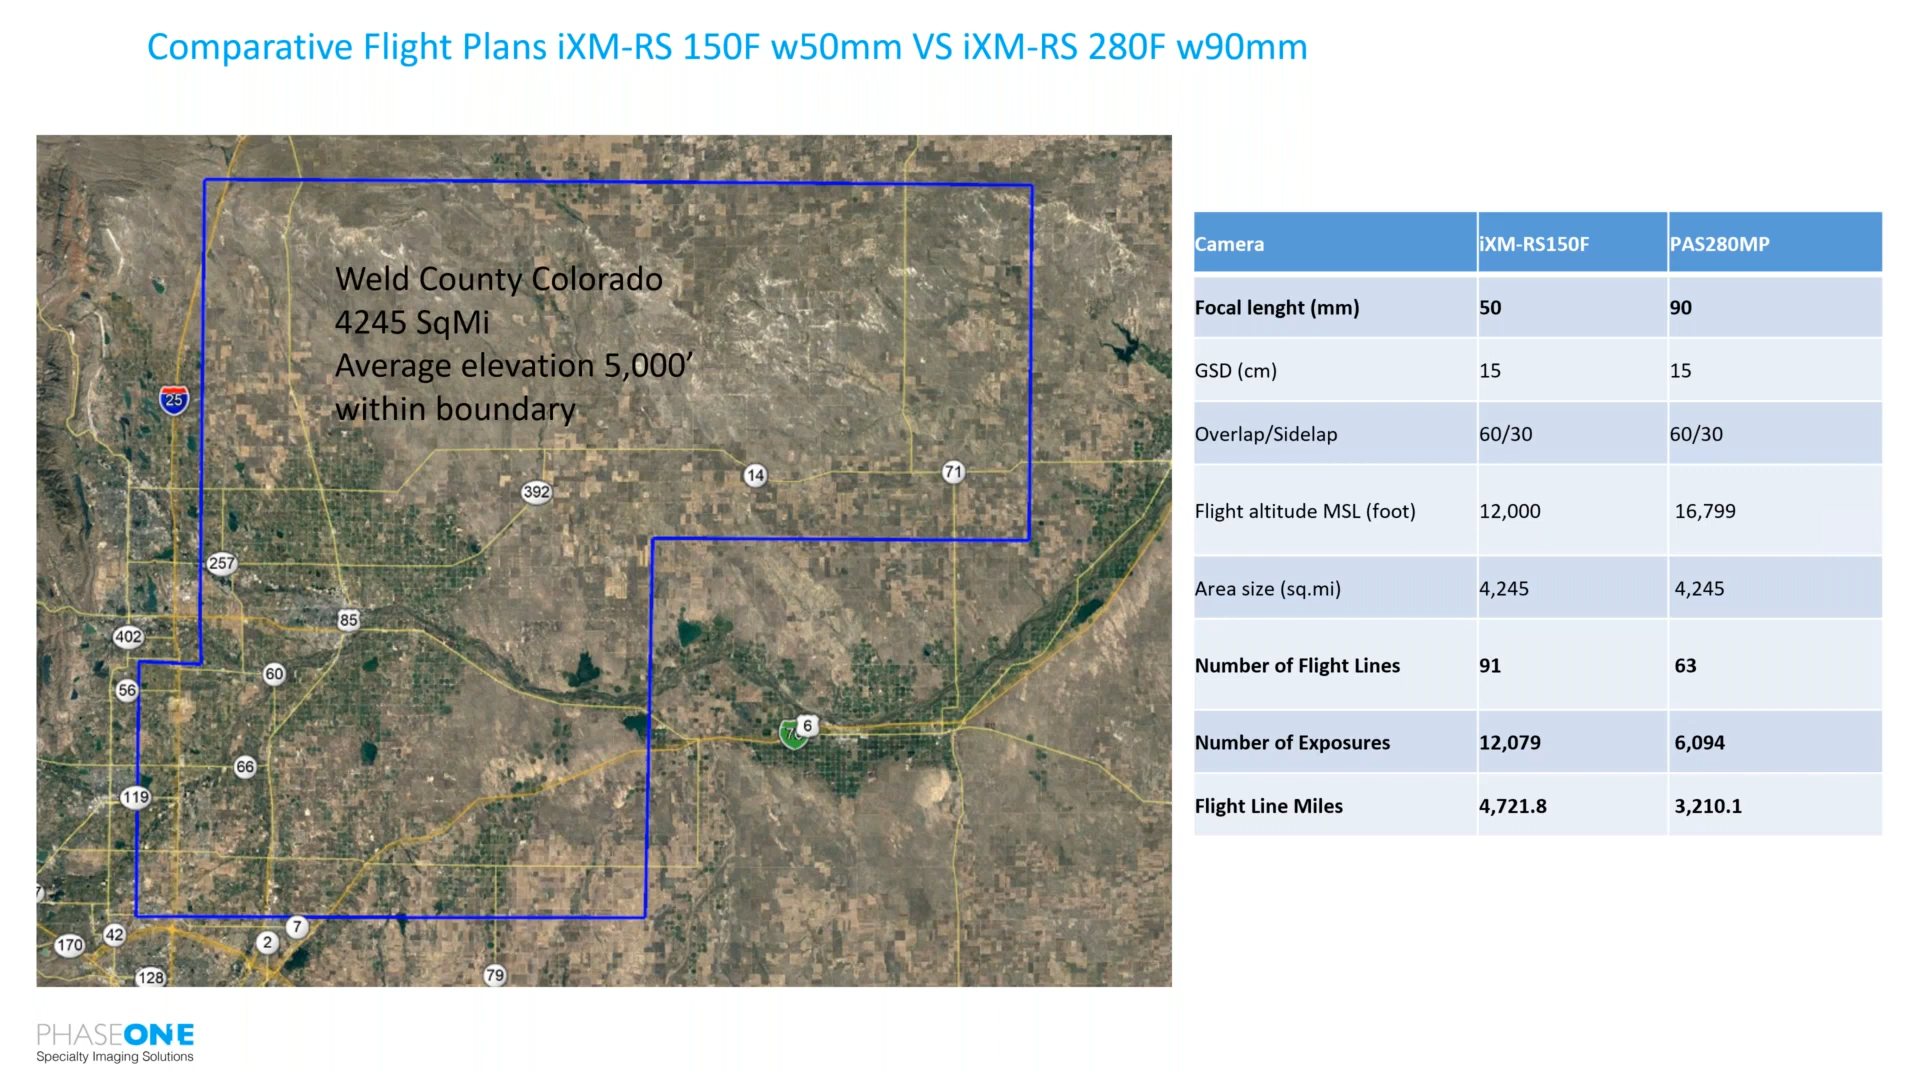 Comparative Flight Plans iXM-RS 150F w50mm VS iXM-RS 280F w90mm
Weld County Colorado
4245 SqMi
Average elevation 5,000’
within boundary
25
14
71
392
257
85
402
60
56
6
66
119
7
42
2
170
128
79
Camera iXM-RS150F PAS280MP
Focal lenght (mm) 50 90
GSD (cm) 15 15
Overlap/Sidelap 60/30 60/30
Flight altitude MSL (foot) 12,000 16,799
Area size (sq.mi) 4,245 4,245
Number of Flight Lines 91 63
Number of Exposures 12,079 6,094
Flight Line Miles 4,721.8 3,210.1
PHASEONE
Specialty Imaging Solutions